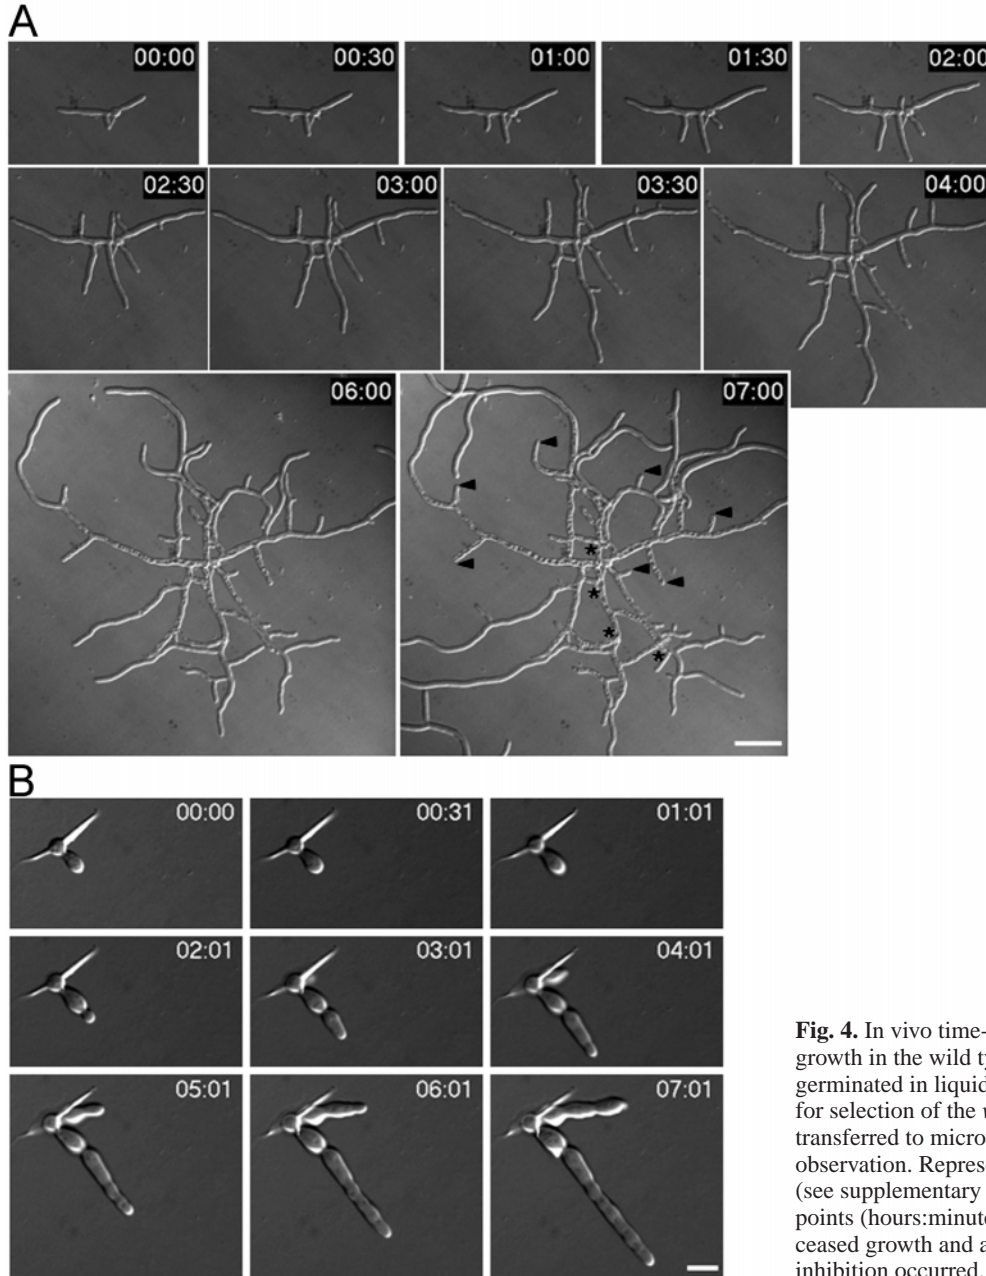 A
00:00
00:30
01:00
01:30
02:00
02:30
03:00
03:30
04:00
06:00
07:00
*
*
*
*
B
00:00
00:31
01:01
02:01
03:01
04:01
05:01
06:01
07:01
Fig. 4. In vivo time-
growth in the wild ty
germinated in liquid
for selection of the
transferred to micro
observation. Represe
(see supplementary
points (hours:minute
ceased growth and a
inhibition occurred.